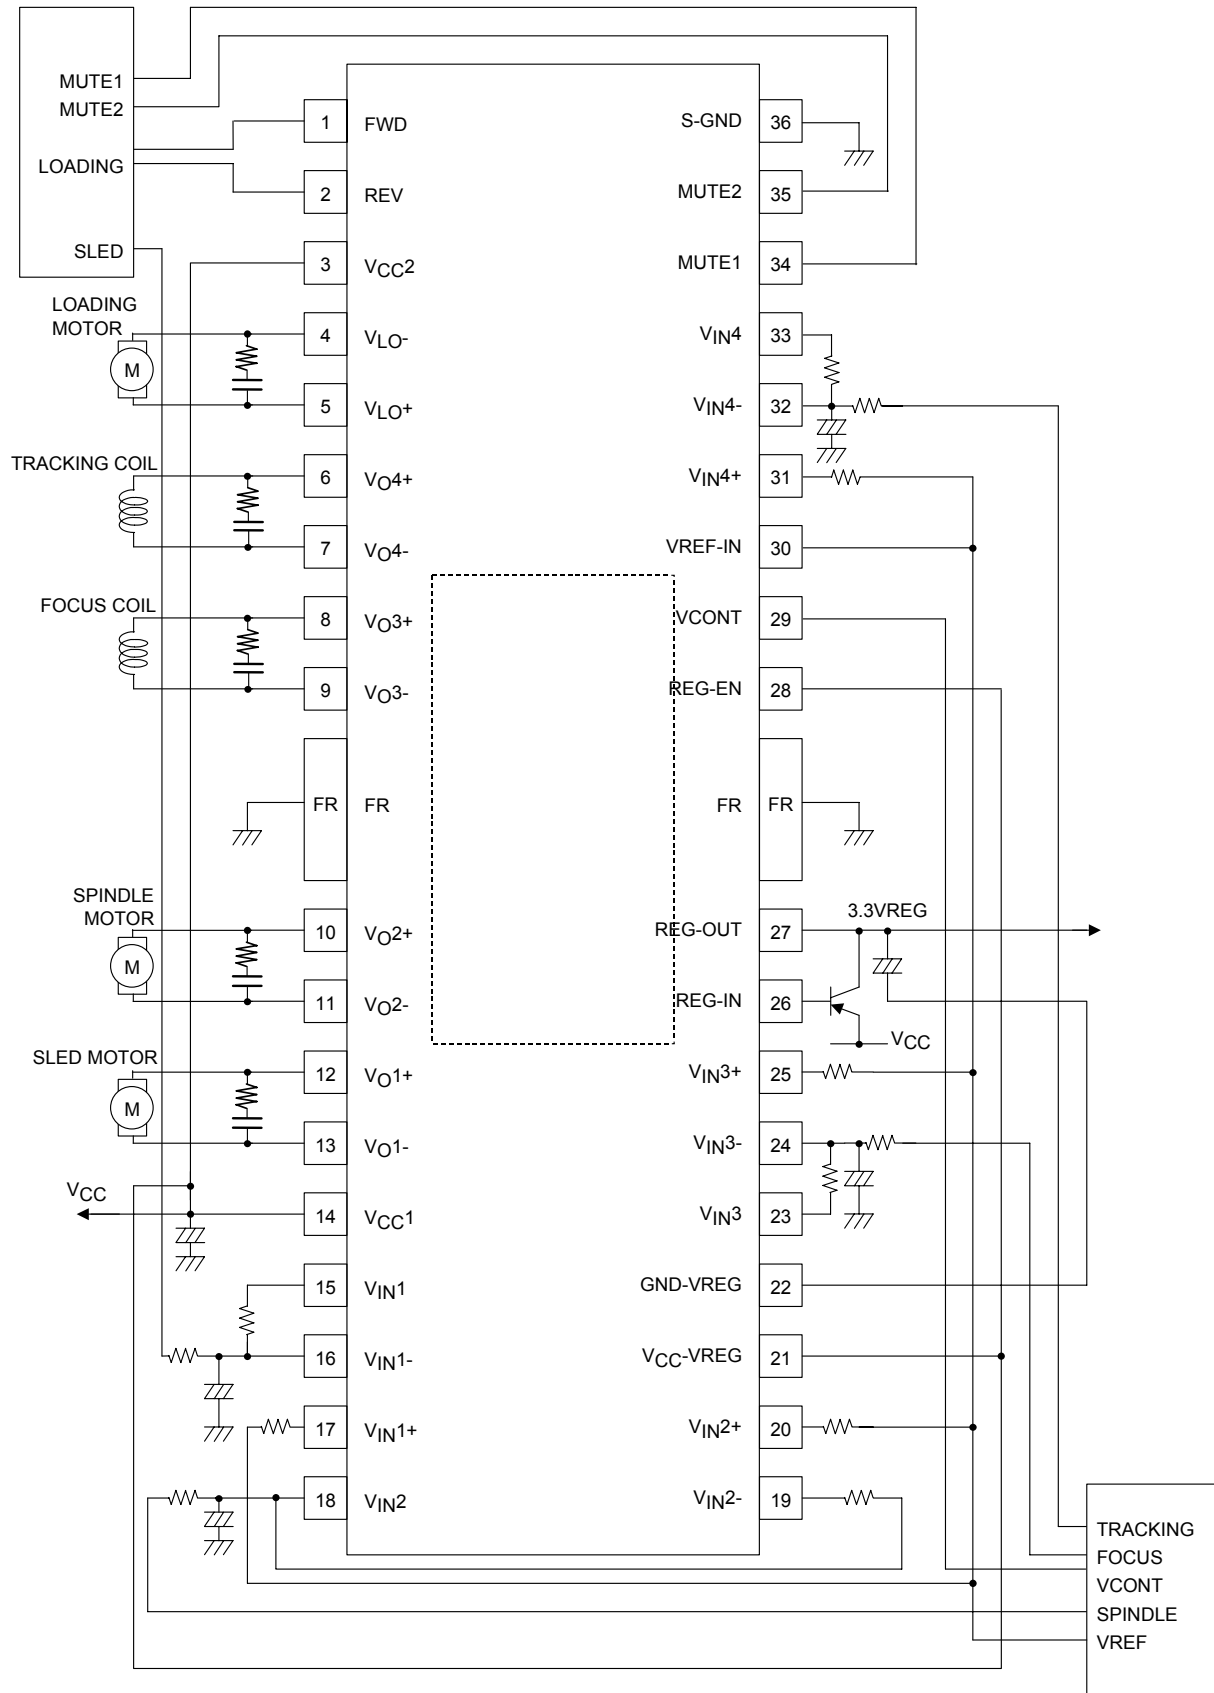 MUTE1
MUTE2
LOADING
SLED
LOADING
MOTOR
M
TRACKING COIL
FOCUS COIL
SPINDLE
MOTOR
M
SLED MOTOR
M
VCC
1 FWD
2 REV
3 VCC2
4 VLO-
5 VLO+
6 VO4+
7 VO4-
8 VO3+
9 VO3-
FR FR
10 VO2+
11 VO2-
12 VO1+
13 VO1-
14 VCC1
15 VIN1
16 VIN1-
17 VIN1+
18 VIN2
S-GND 36
MUTE2 35
MUTE1 34
VIN4 33
VIN4- 32
VIN4+ 31
VREF-IN 30
VCONT 29
REG-EN 28
FR FR
REG-OUT 27
REG-IN 26
VIN3+ 25
VIN3- 24
VIN3 23
GND-VREG 22
VCC-VREG 21
VIN2+ 20
VIN2- 19
3.3VREG
VCC
TRACKING
FOCUS
VCONT
SPINDLE
VREF